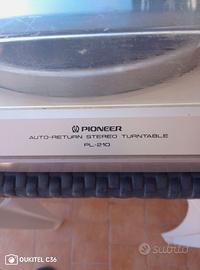 PIONEER
AUTO-RETURN STEREO TURNTABLE
PL-210
OUKITEL C36
subito